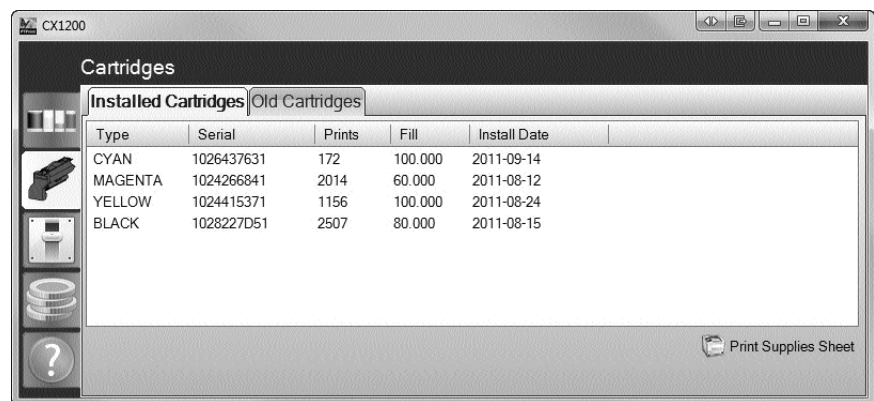 CX1200
Cartridges
Installed Cartridges Old Cartridges
Type Serial Prints Fill Install Date
CYAN 1026437631 172 100.000 2011-09-14
MAGENTA 1024266841 2014 60.000 2011-08-12
YELLOW 1024415371 1156 100.000 2011-08-24
BLACK 1028227D51 2507 80.000 2011-08-15
Print Supplies Sheet
?